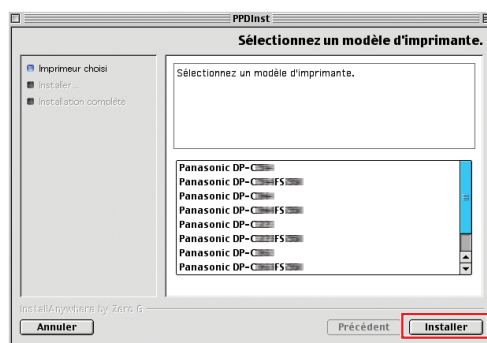 PPDInst
Sélectionnez un modèle d'imprimante.
Imprimeur choisi
Installer...
Installation complète
Sélectionnez un modèle d'imprimante.
Panasonic DP-C
Panasonic DP-C FS
Panasonic DP-C
Panasonic DP-C FS
Panasonic DP-C
Panasonic DP-C FS
Panasonic DP-C
Panasonic DP-C FS
InstallAnywhere by Zero G
Annuler
Précédent
Installer